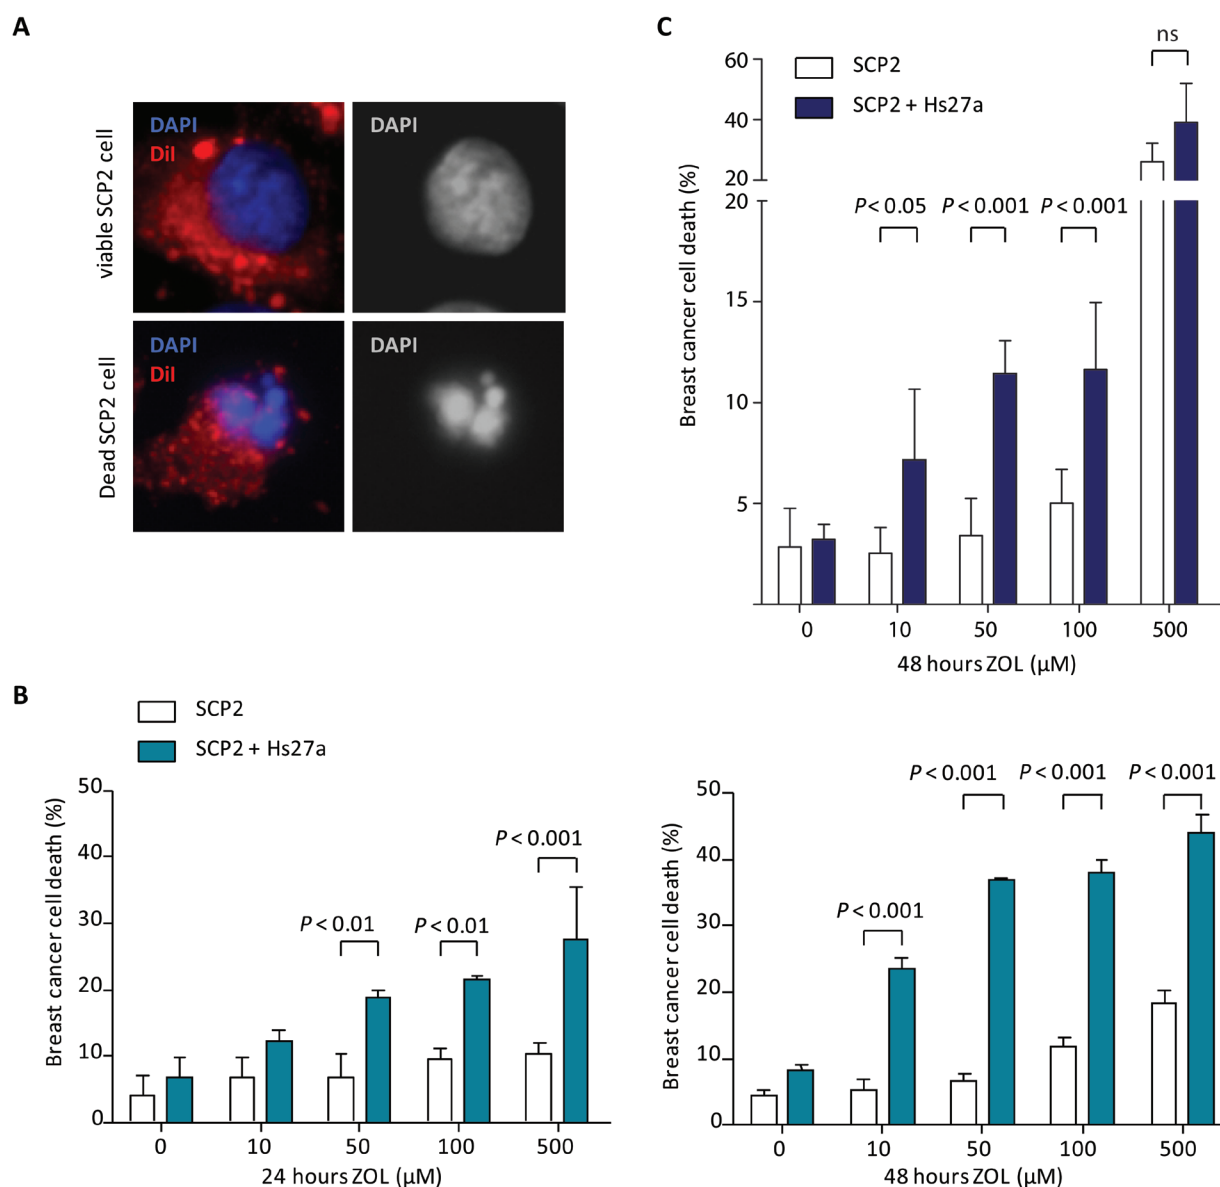 A
viable SCP2 cell
DAPI
Dil
DAPI
Dead SCP2 cell
DAPI
Dil
DAPI
C
SCP2
SCP2 + Hs27a
ns
P < 0.05
P < 0.001
P < 0.001
Breast cancer cell death (%)
60
40
20
20
15
10
5
0
10
50
100
500
48 hours ZOL (µM)
B
SCP2
SCP2 + Hs27a
Breast cancer cell death (%)
50
40
30
20
10
0
P < 0.01
P < 0.01
P < 0.001
0
10
50
100
500
24 hours ZOL (µM)
Breast cancer cell death (%)
50
40
30
20
10
0
P < 0.001
P < 0.001
P < 0.001
P < 0.001
0
10
50
100
500
48 hours ZOL (µM)